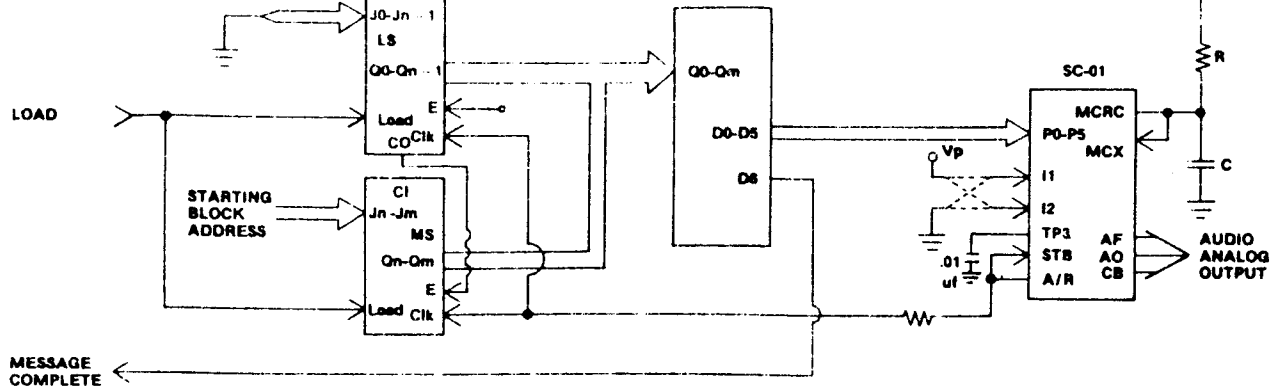 J0-Jn - 1
LS
Q0-Qn - 1
E
Load
Clk
CO
LOAD
CI
STARTING
BLOCK
ADDRESS
Jn -Jm
MS
Qn-Qm
E
Load Clk
MESSAGE
COMPLETE
Q0-Qm
D0-D5
D6
R
SC-01
MCRC
P0-P5
MCX
C
Vp
I1
I2
TP3
.01
uf
STB
A/R
AF
AO
CB
AUDIO
ANALOG
OUTPUT